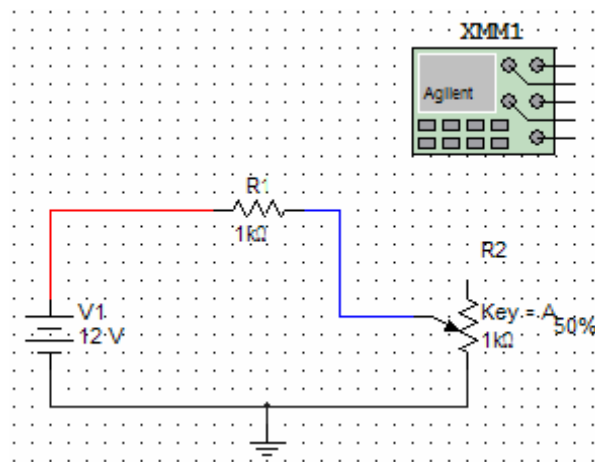 XMM1
Agilent
R1
1kΩ
R2
V1
12 V
Key = A
50%
1kΩ